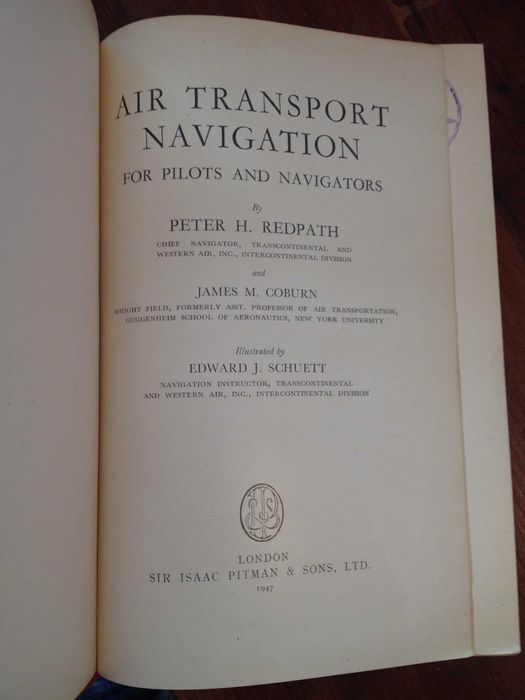 AIR TRANSPORT
NAVIGATION
FOR PILOTS AND NAVIGATORS
By
PETER H. REDPATH
CHIEF NAVIGATOR, TRANSCONTINENTAL AND
WESTERN AIR, INC., INTERCONTINENTAL DIVISION
and
JAMES M. COBURN
WRIGHT FIELD, FORMERLY ASST. PROFESSOR OF AIR TRANSPORTATION,
GUGGENHEIM SCHOOL OF AERONAUTICS, NEW YORK UNIVERSITY
Illustrated by
EDWARD J. SCHUETT
NAVIGATION INSTRUCTOR, TRANSCONTINENTAL
AND WESTERN AIR, INC., INTERCONTINENTAL DIVISION
LONDON
SIR ISAAC PITMAN & SONS, LTD.
1947